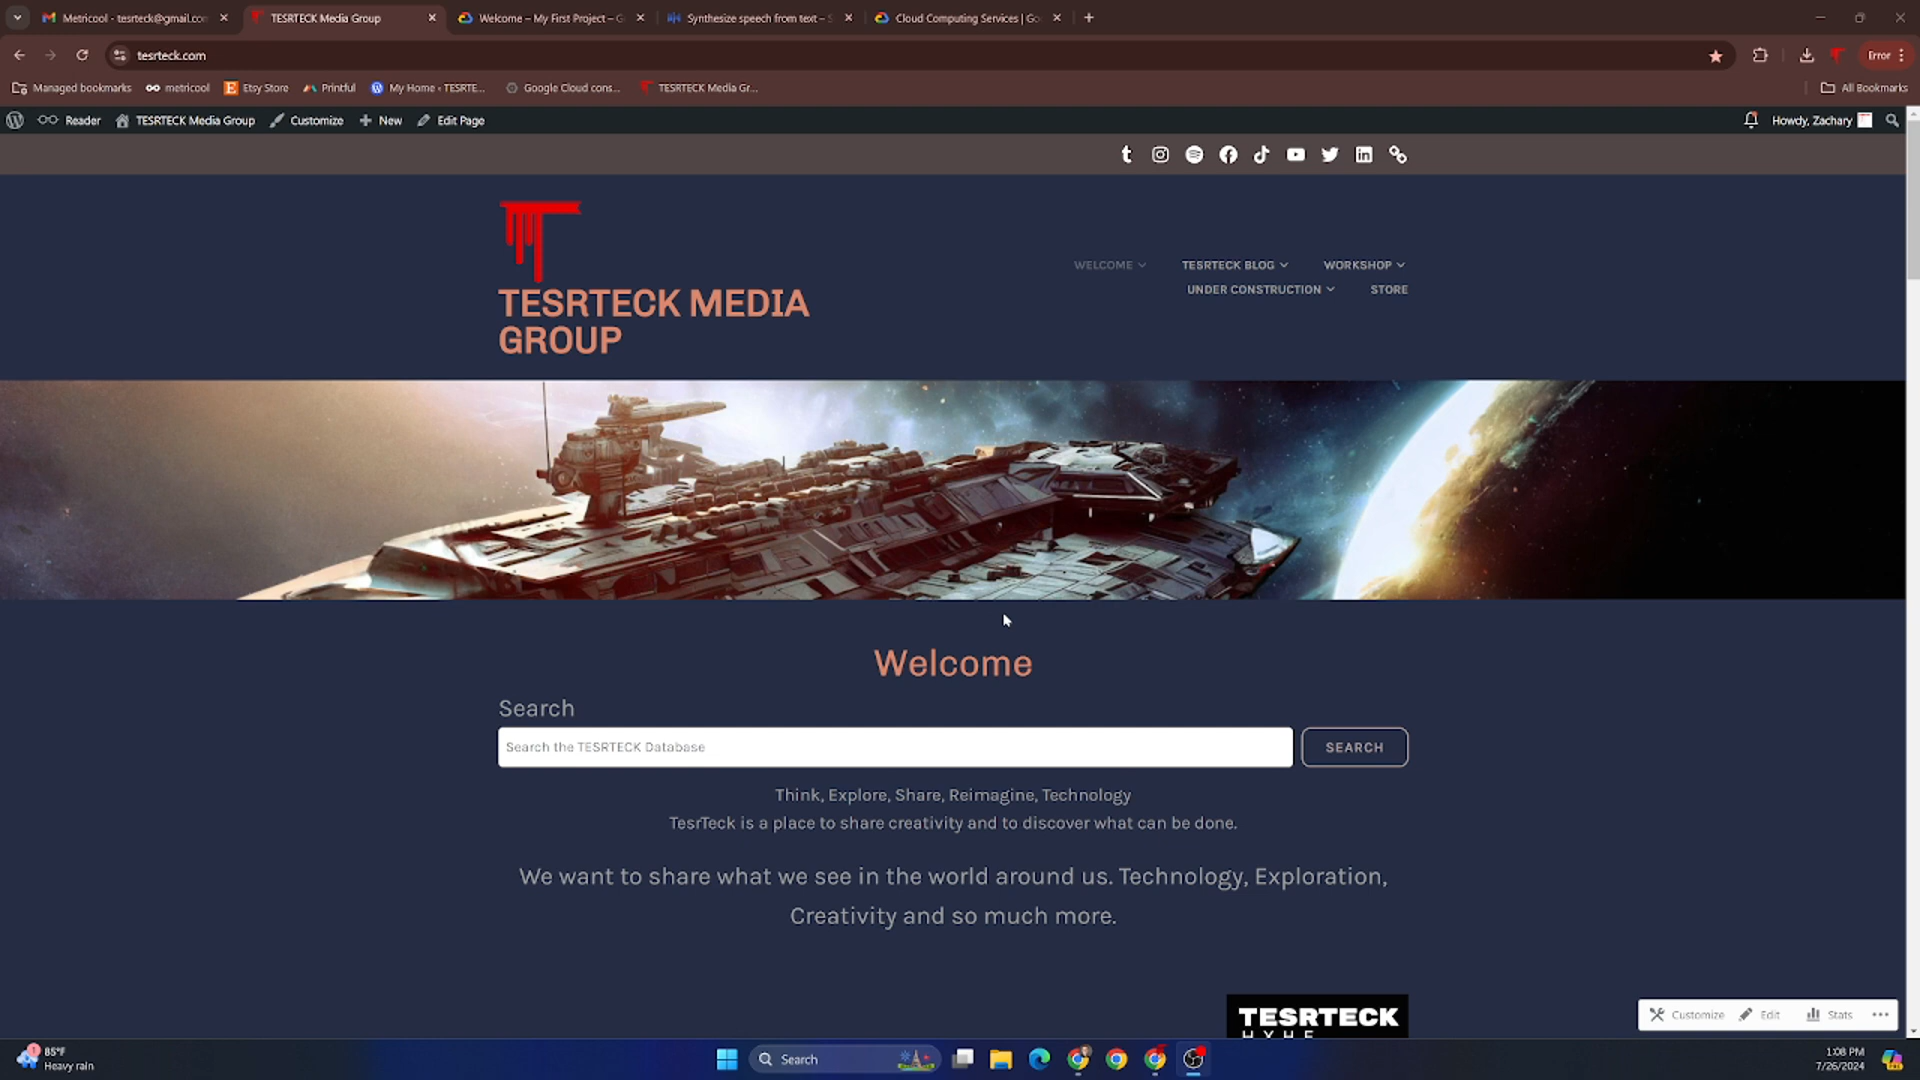 Metricool - tesrteck@gmail.com
TESRTECK Media Group
Welcome – My First Project – G
Synthesize speech from text –
Cloud Computing Services | Go
tesrteck.com
Error
Managed bookmarks
metricool
Etsy Store
Printful
My Home ‹ TESRTE...
Google Cloud cons...
TESRTECK Media Gr...
All Bookmarks
Reader
TESRTECK Media Group
Customize
New
Edit Page
Howdy, Zachary
TESRTECK MEDIA
GROUP
WELCOME
TESRTECK BLOG
WORKSHOP
UNDER CONSTRUCTION
STORE
Welcome
Search
Search the TESRTECK Database
SEARCH
Think, Explore, Share, Reimagine, Technology
TesrTeck is a place to share creativity and to discover what can be done.
We want to share what we see in the world around us. Technology, Exploration,
Creativity and so much more.
TESRTECK
Customize
Edit
Stats
85°F
Heavy rain
Search
1:08 PM
7/26/2024